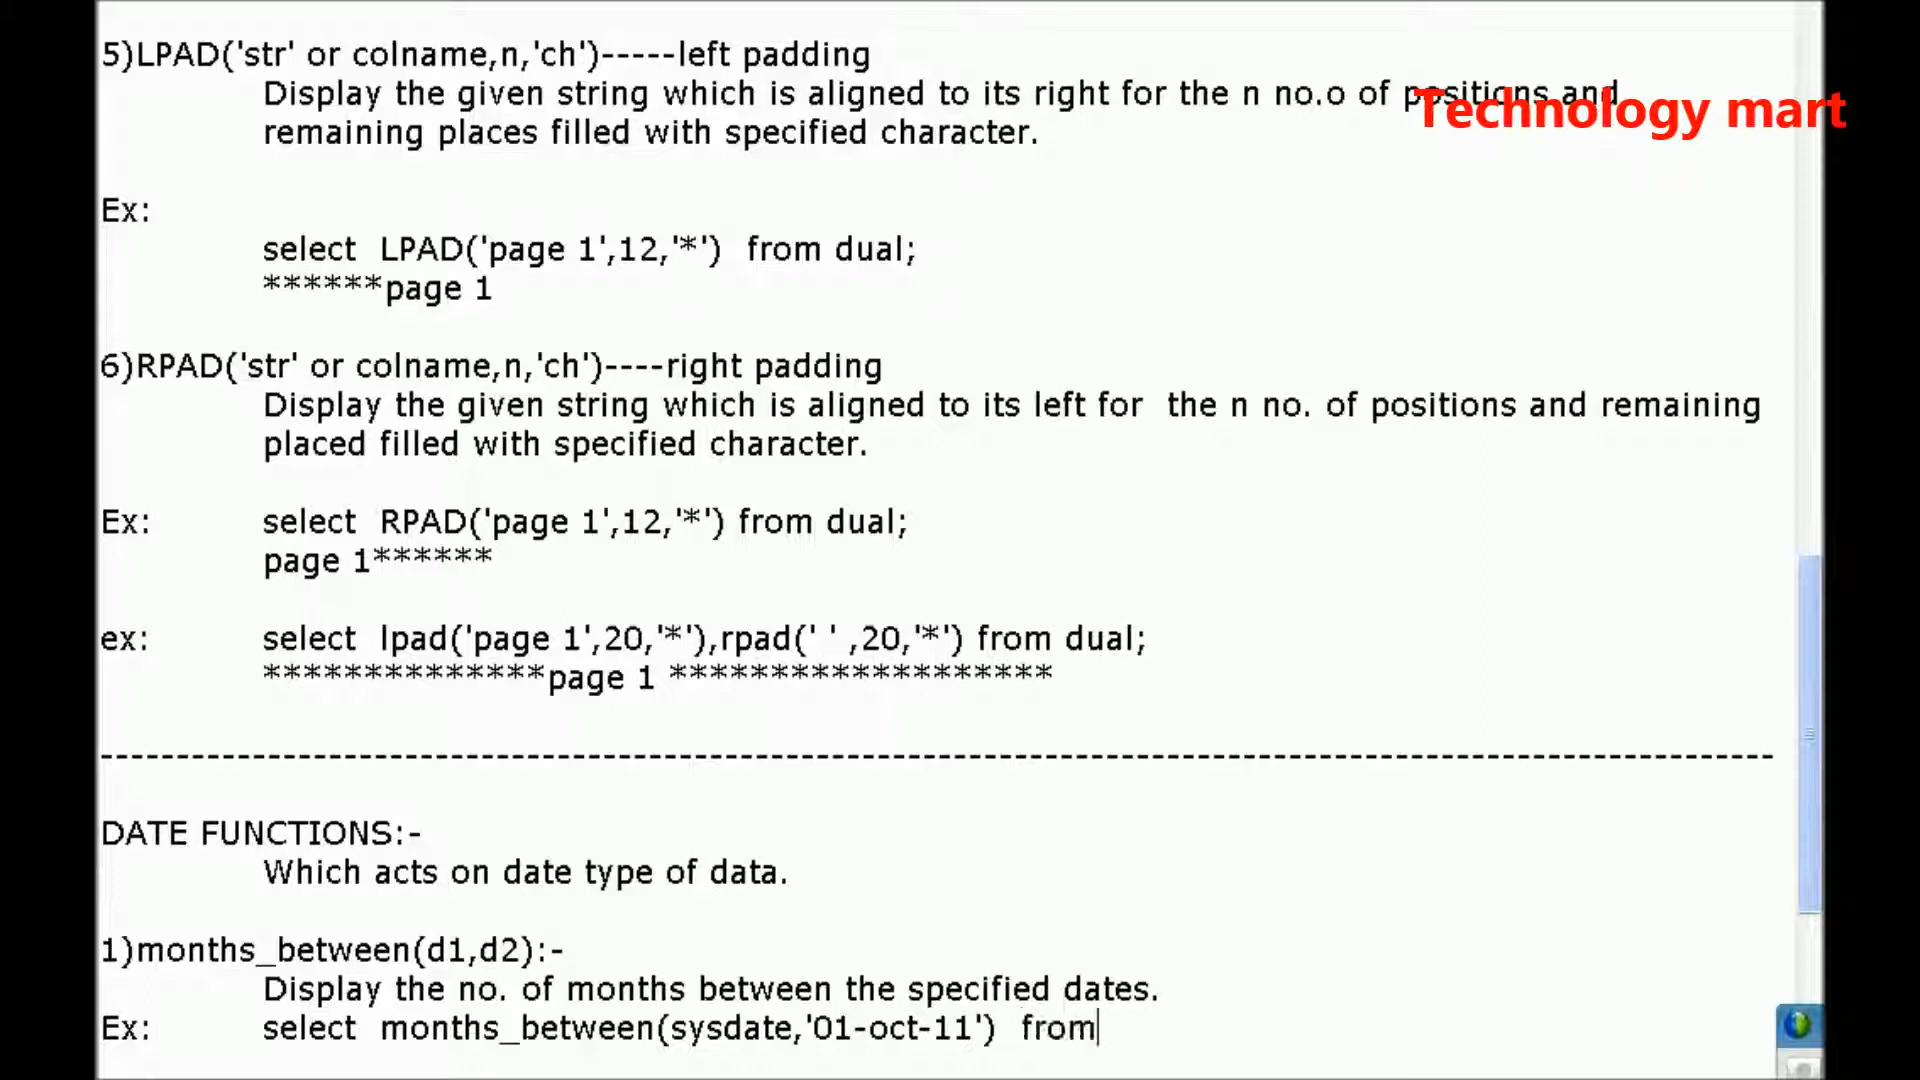 5)LPAD('str' or colname,n,'ch')-----left padding
Display the given string which is aligned to its right for the n no.o of positions and
Technology mart
remaining places filled with specified character.
Ex:
select LPAD('page 1',12,'*') from dual;
******page 1
6)RPAD('str' or colname,n,'ch')----right padding
Display the given string which is aligned to its left for the n no. of positions and remaining
placed filled with specified character.
Ex: select RPAD('page 1',12,'*') from dual;
page 1******
ex: select lpad('page 1',20,'*'),rpad(' ' ,20,'*') from dual;
**************page 1 *******************
------------------------------------------------------------------------------------------------------------
DATE FUNCTIONS:-
Which acts on date type of data.
1)months_between(d1,d2):-
Display the no. of months between the specified dates.
Ex: select months_between(sysdate,'01-oct-11') from